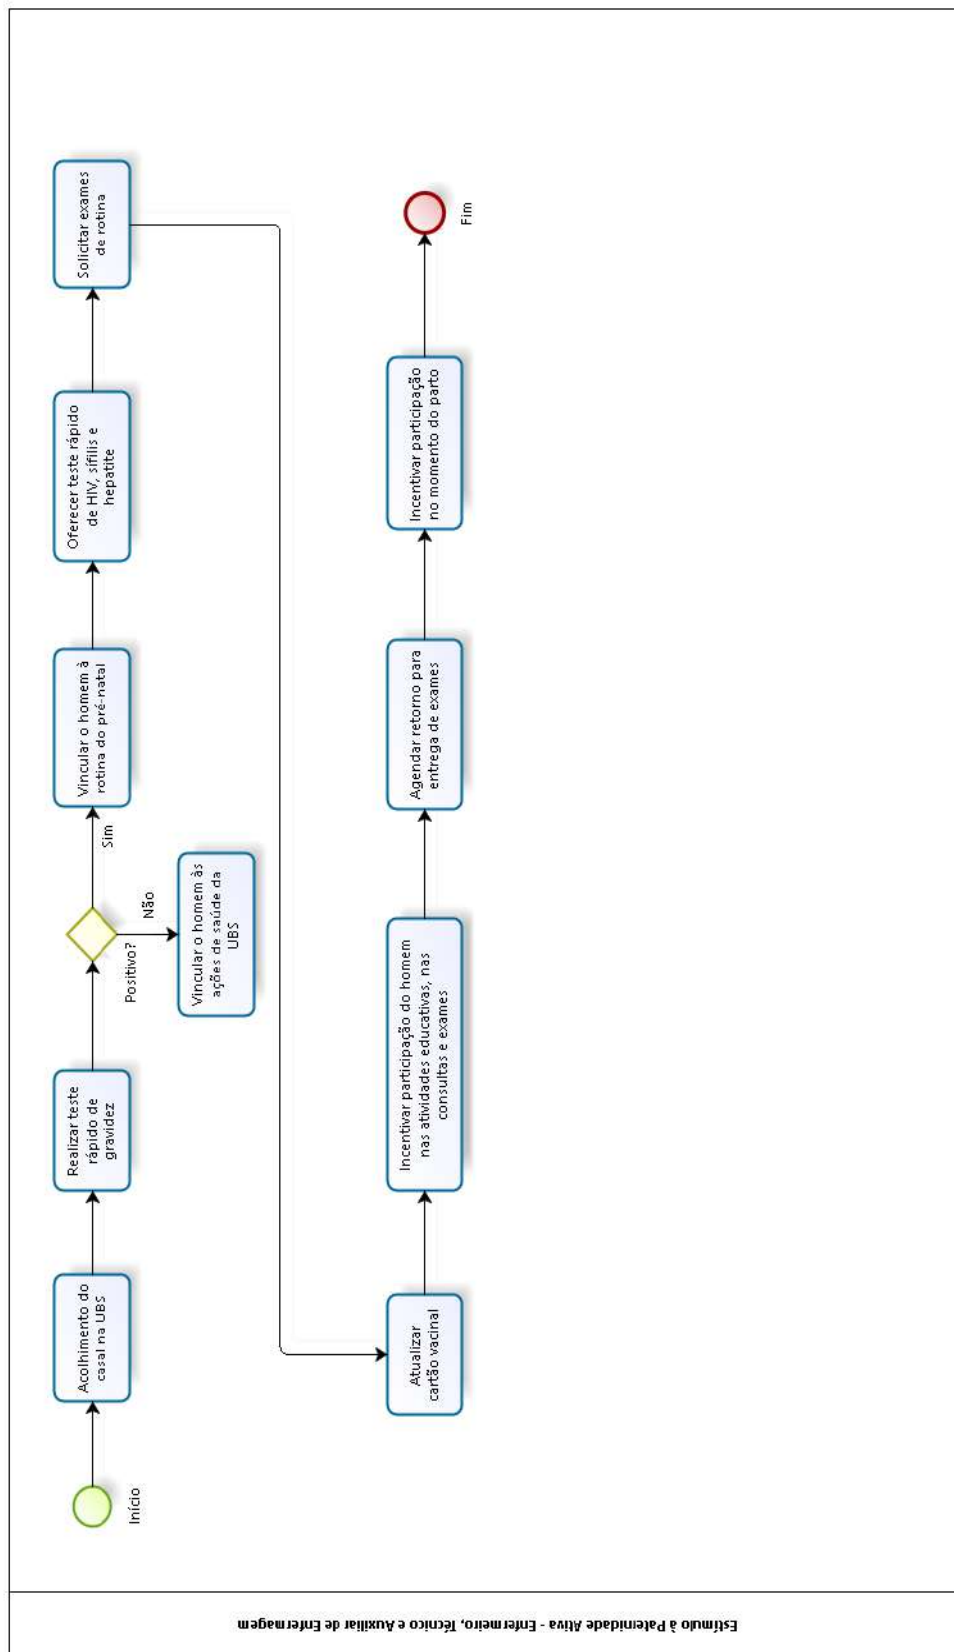 Estímulo à Paternidade Ativa - Enfermeiro, Técnico e Auxiliar de Enfermagem
Início
Acolhimento do
casal na UBS
Realizar teste
rápido de
gravidez
Positivo?
Não
Vincular o homem às
ações de saúde da
UBS
Sim
Vincular o homem à
rotina do pré-natal
Oferecer teste rápido
de HIV, sífilis e
hepatite
Solicitar exames
de rotina
Atualizar
cartão vacinal
Incentivar participação do homem
nas atividades educativas, nas
consultas e exames
Agendar retorno para
entrega de exames
Incentivar participação
no momento do parto
Fim